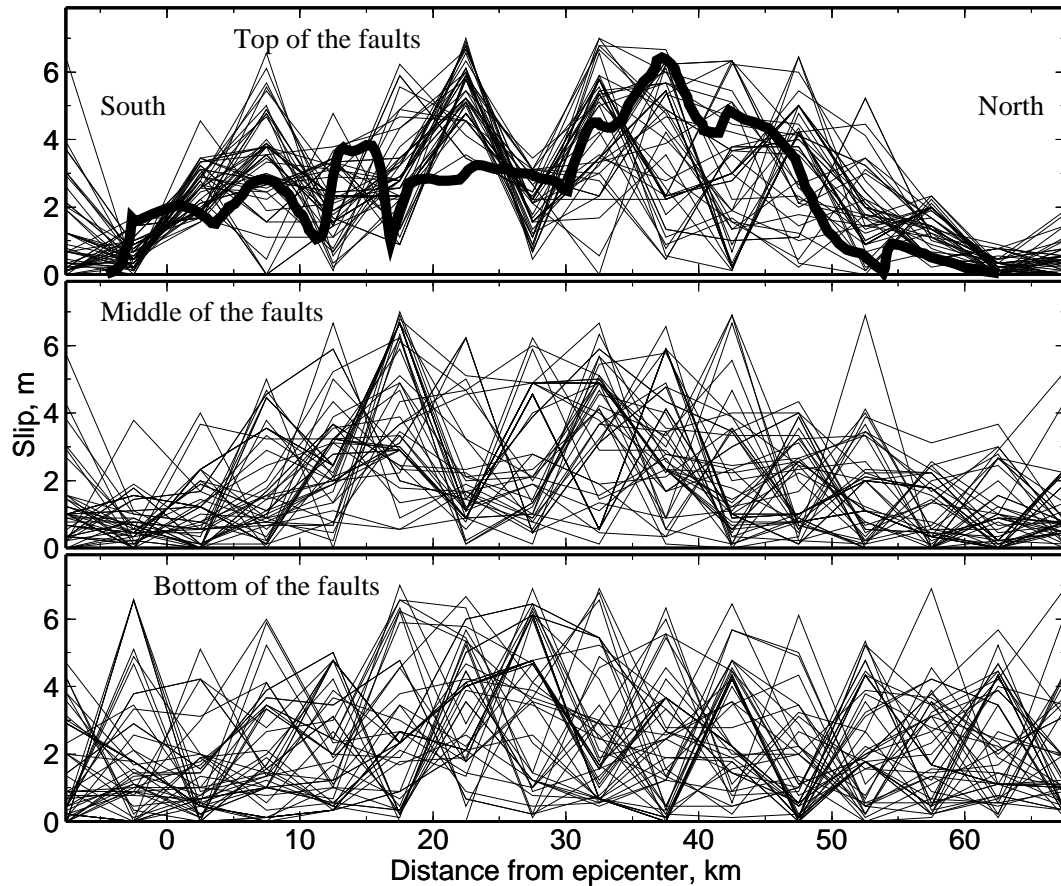 Top of the faults
South
North
6
4
2
0
Middle of the faults
6
4
2
0
Slip, m
Bottom of the faults
6
4
2
0
0 10 20 30 40 50 60
Distance from epicenter, km